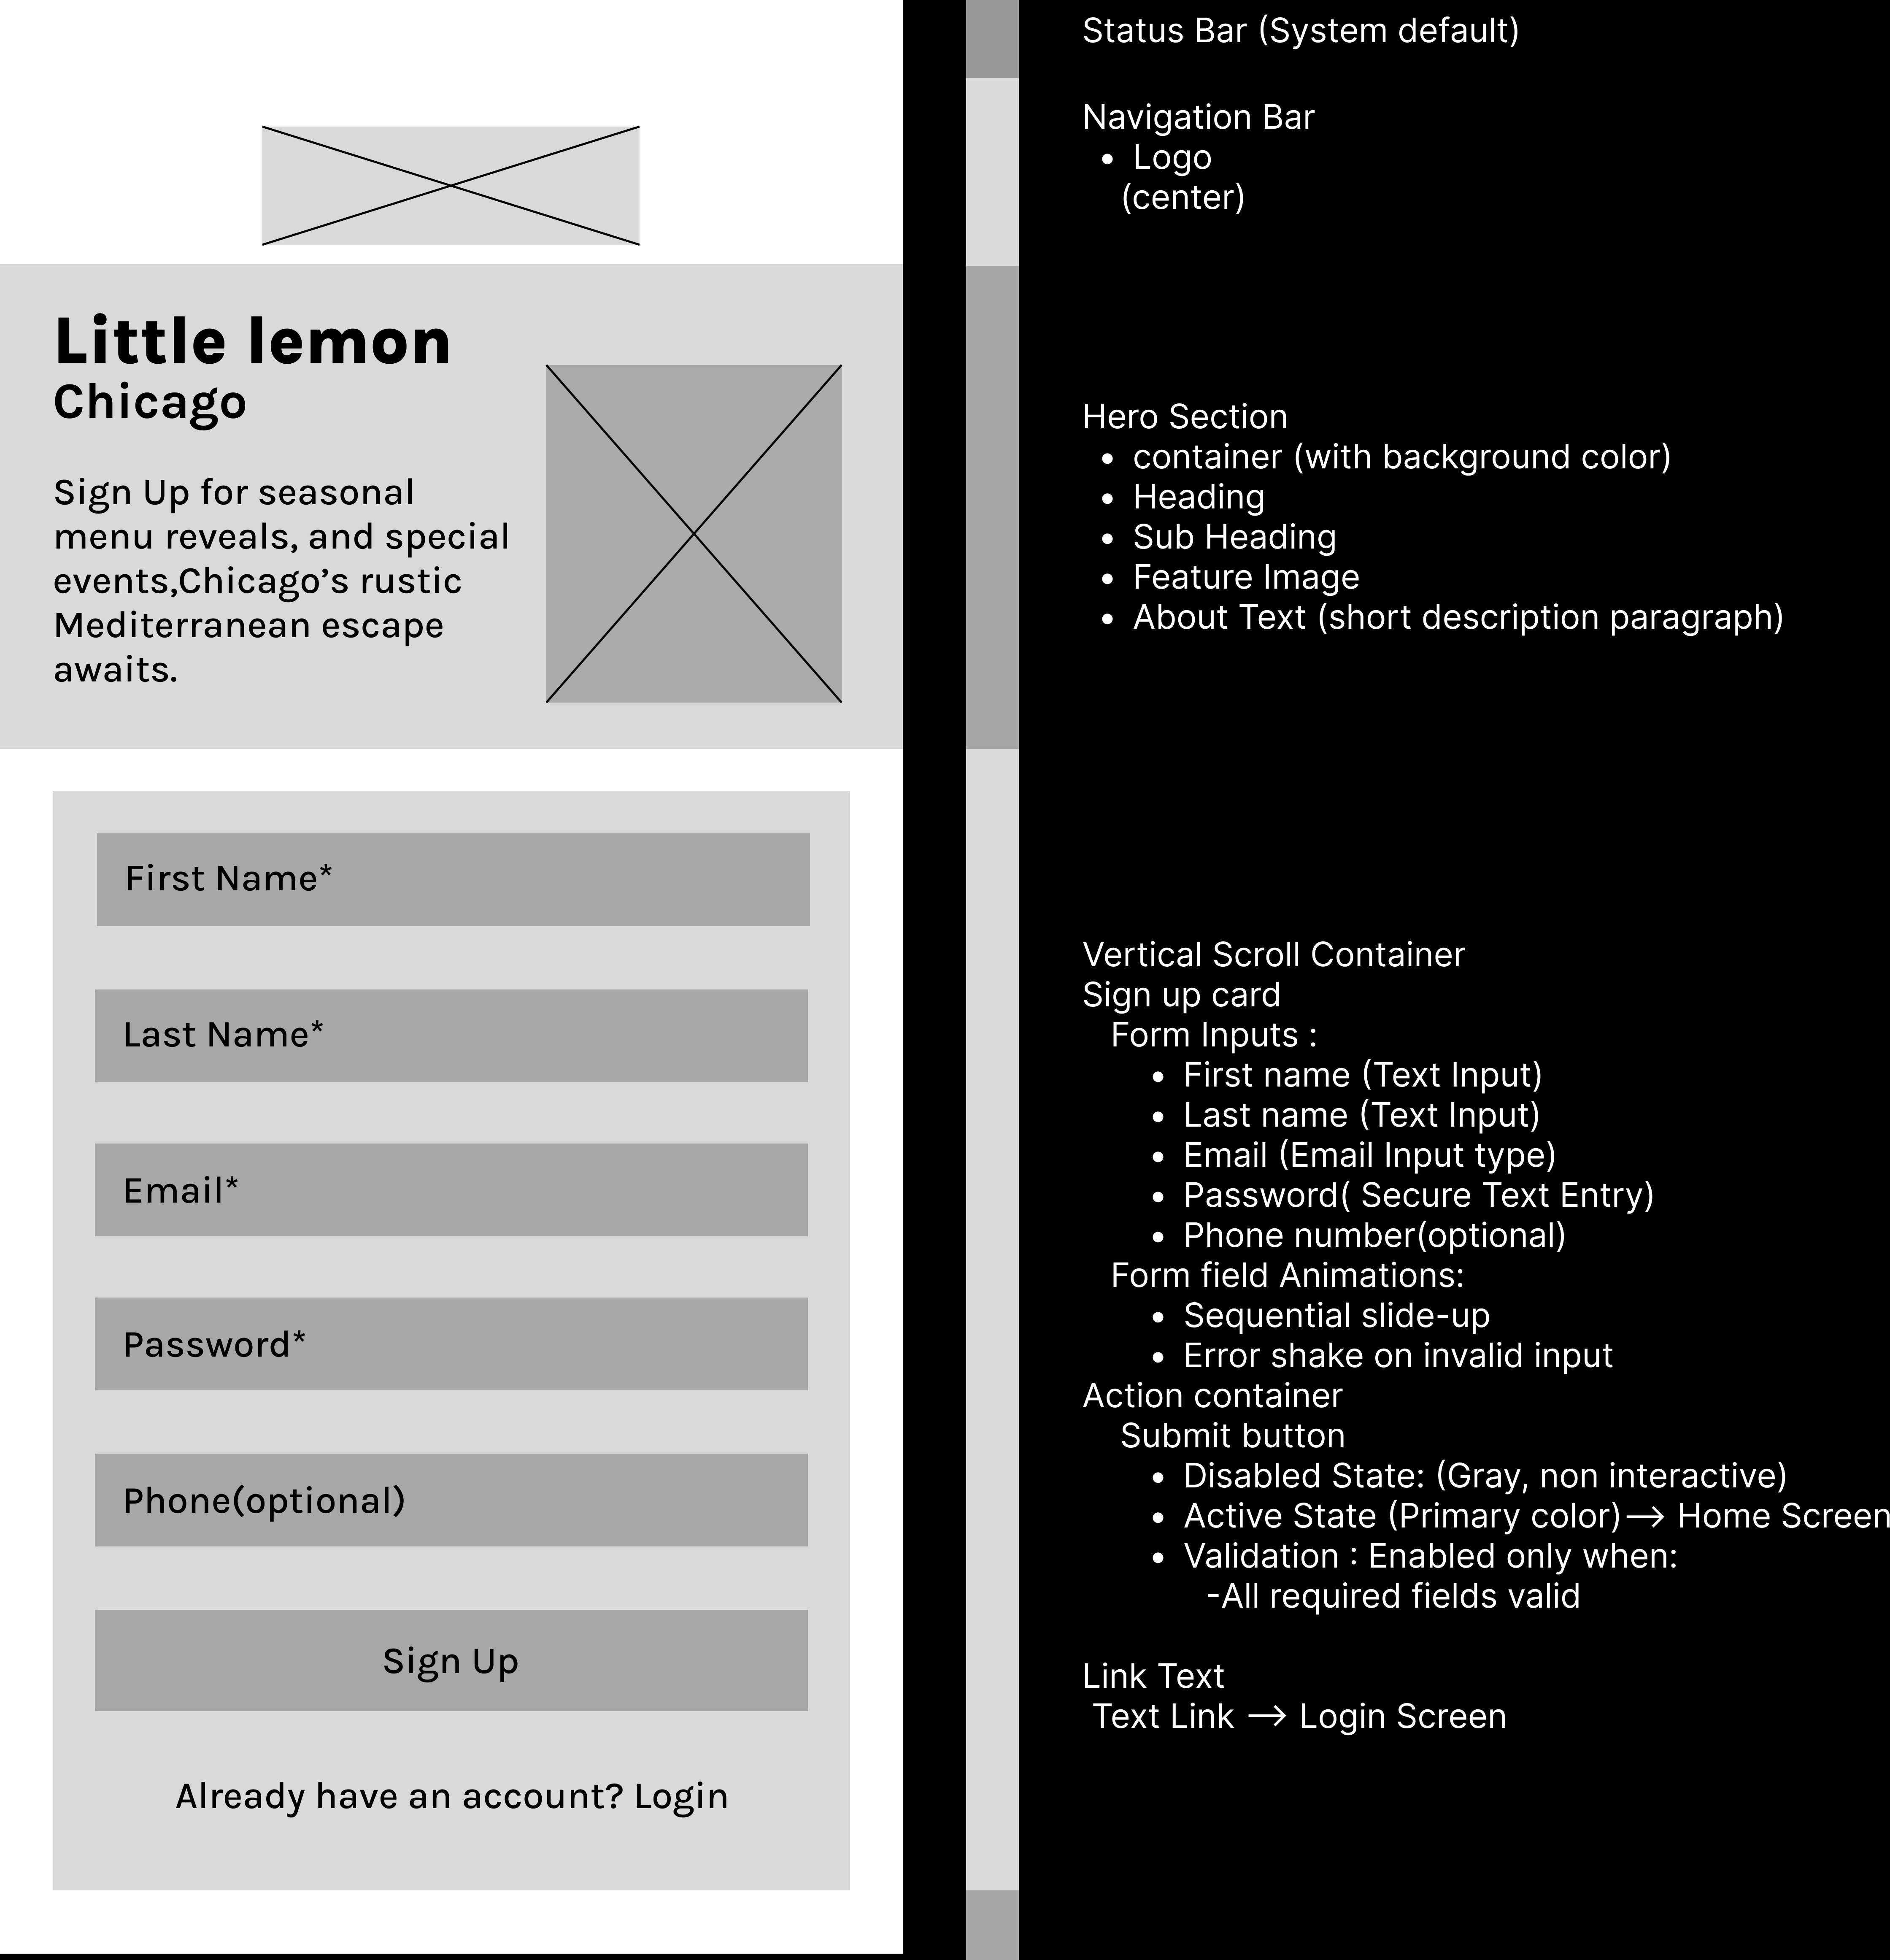 Little lemon
Chicago
Sign Up for seasonal
menu reveals, and special
events,Chicago’s rustic
Mediterranean escape
awaits.
First Name*
Last Name*
Email*
Password*
Phone(optional)
Sign Up
Already have an account? Login
Status Bar (System default)
Navigation Bar
• Logo
(center)
Hero Section
• container (with background color)
• Heading
• Sub Heading
• Feature Image
• About Text (short description paragraph)
Vertical Scroll Container
Sign up card
Form Inputs :
• First name (Text Input)
• Last name (Text Input)
• Email (Email Input type)
• Password( Secure Text Entry)
• Phone number(optional)
Form field Animations:
• Sequential slide-up
• Error shake on invalid input
Action container
Submit button
• Disabled State: (Gray, non interactive)
• Active State (Primary color)⟶ Home Screen
• Validation : Enabled only when:
-All required fields valid
Link Text
Text Link ⟶ Login Screen